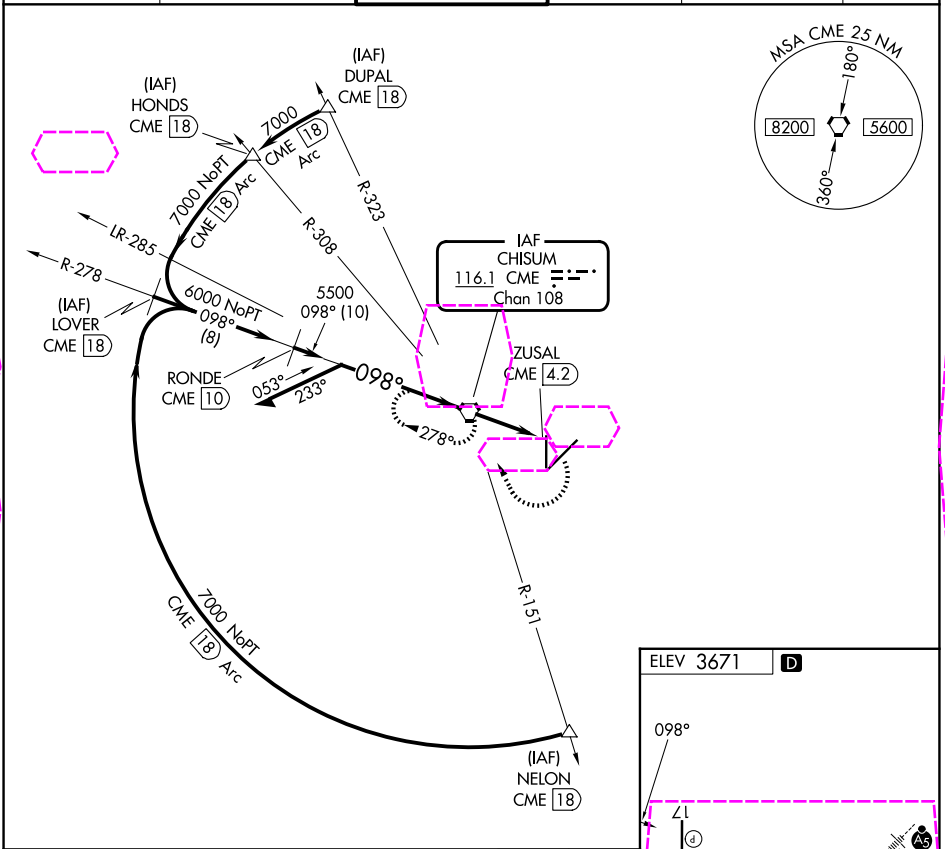 (IAF)
DUPAL
CME 18
(IAF)
HONDS
CME 18
7000
CME 18
Arc
MSA CME 25 NM
180°
8200
5600
360°
7000 NoPT
CME 18 Arc
R-323
R-308
LR-285
R-278
IAF
CHISUM
116.1 CME
Chan 108
(IAF)
LOVER
CME 18
6000 NoPT
098°
(8)
5500
098° (10)
RONDE
CME 10
053°
233°
098°
278°
ZUSAL
CME 4.2
R-151
7000 NoPT
CME 18 Arc
(IAF)
NELON
CME 18
ELEV 3671
D
098°
17
P
A5